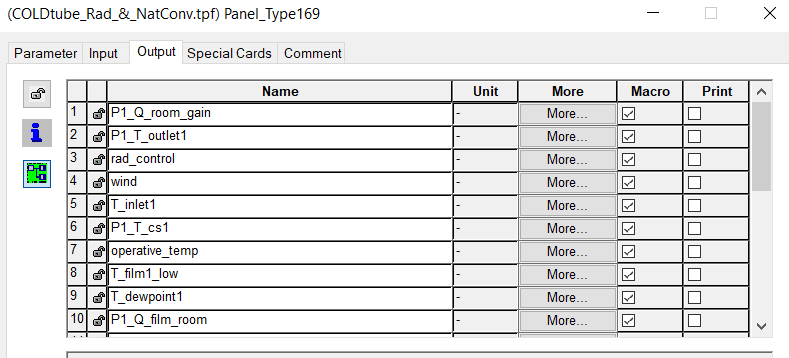 (COLDtube_Rad_&_NatConv.tpf) Panel_Type169
Parameter Input Output Special Cards Comment
Name Unit More Macro Print
1 P1_Q_room_gain - More...
2 P1_T_outlet1 - More...
3 rad_control - More...
4 wind - More...
5 T_inlet1 - More...
6 P1_T_cs1 - More...
7 operative_temp - More...
8 T_film1_low - More...
9 T_dewpoint1 - More...
10 P1_Q_film_room - More...